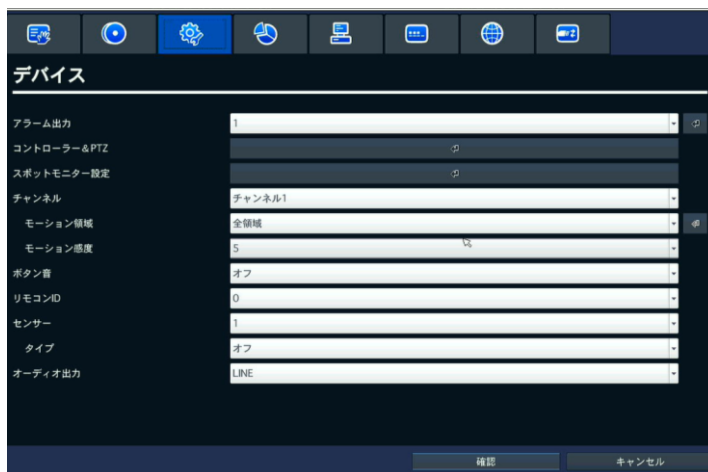 デバイス
アラーム出力 1
コントローラー&PTZ
スポットモニター設定
チャンネル チャンネル1
モーション領域 全領域
モーション感度 5
ボタン音 オフ
リモコンID 0
センサー 1
タイプ オフ
オーディオ出力 LINE
確認 キャンセル